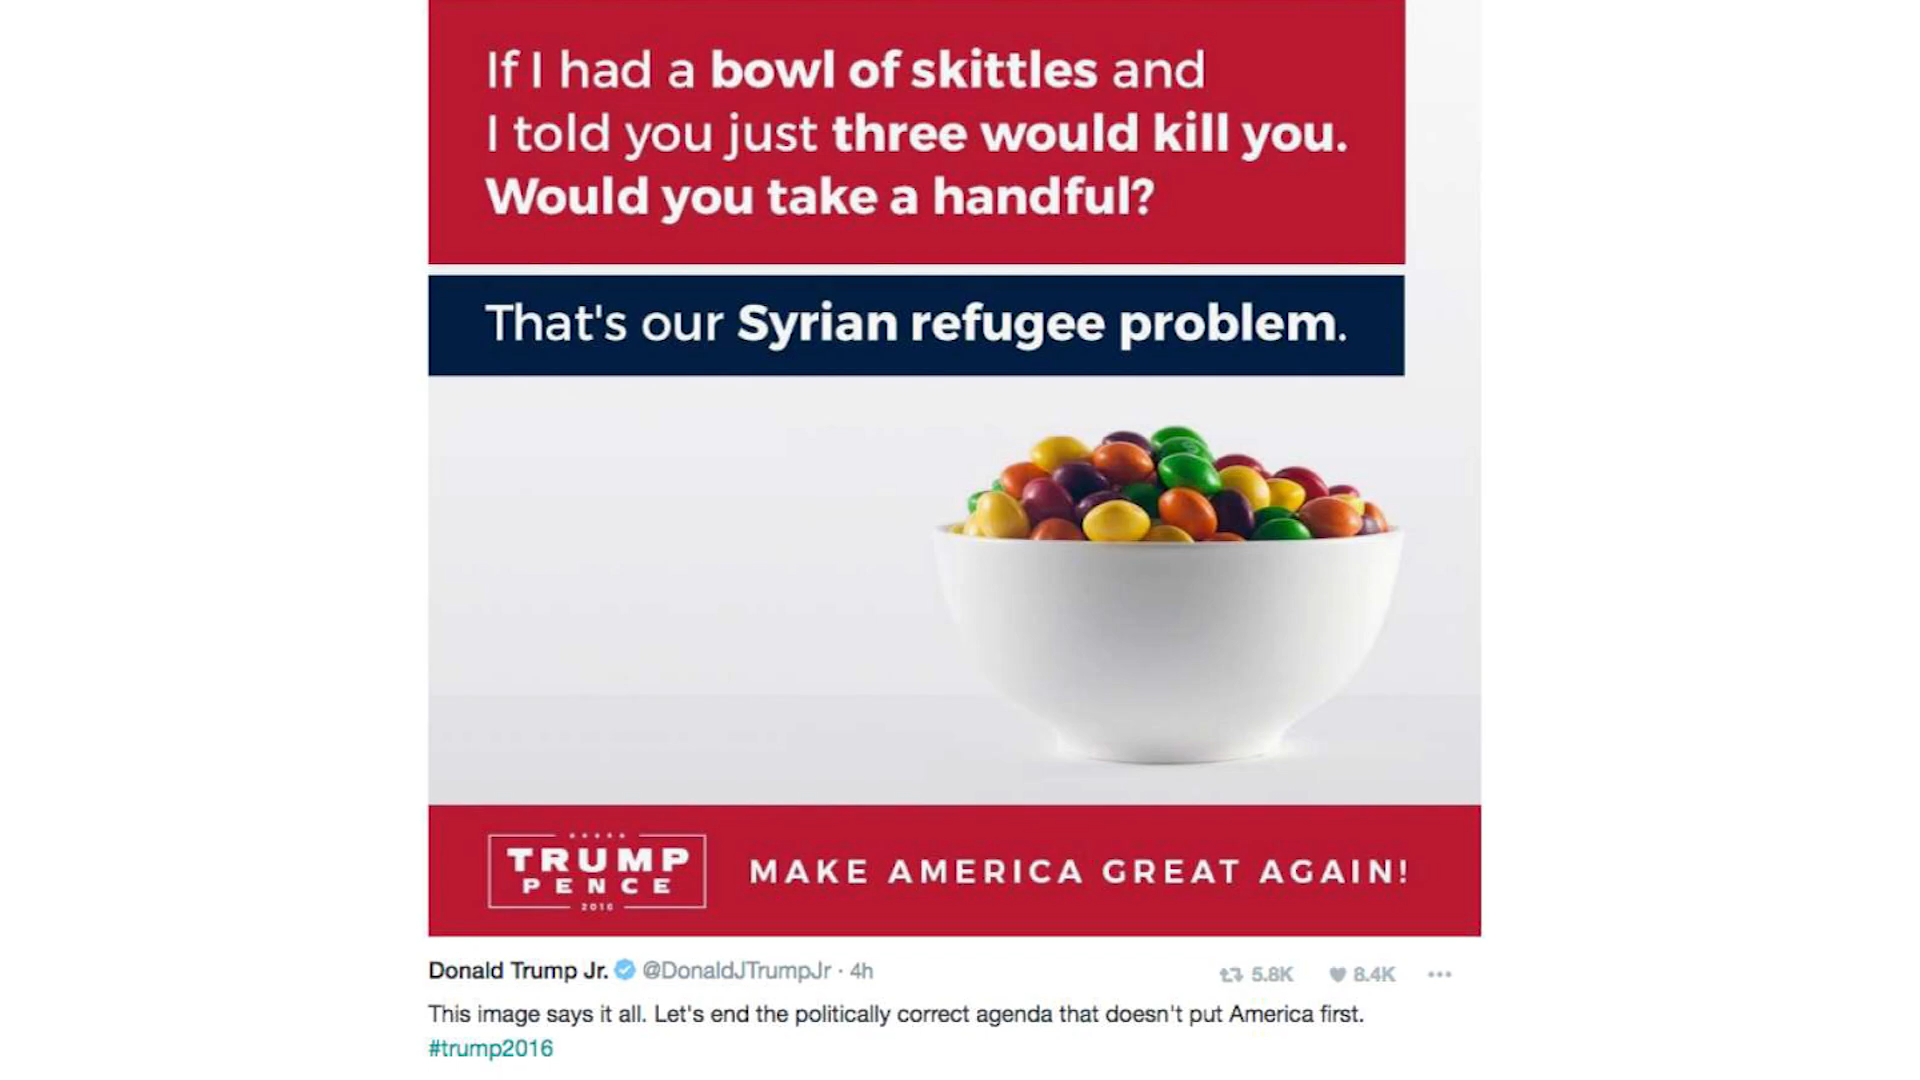 If I had a bowl of skittles and
I told you just three would kill you.
Would you take a handful?
That's our Syrian refugee problem.
TRUMP
PENCE
2016
MAKE AMERICA GREAT AGAIN!
Donald Trump Jr. @DonaldJTrumpJr · 4h 5.8K 8.4K
This image says it all. Let's end the politically correct agenda that doesn't put America first.
#trump2016